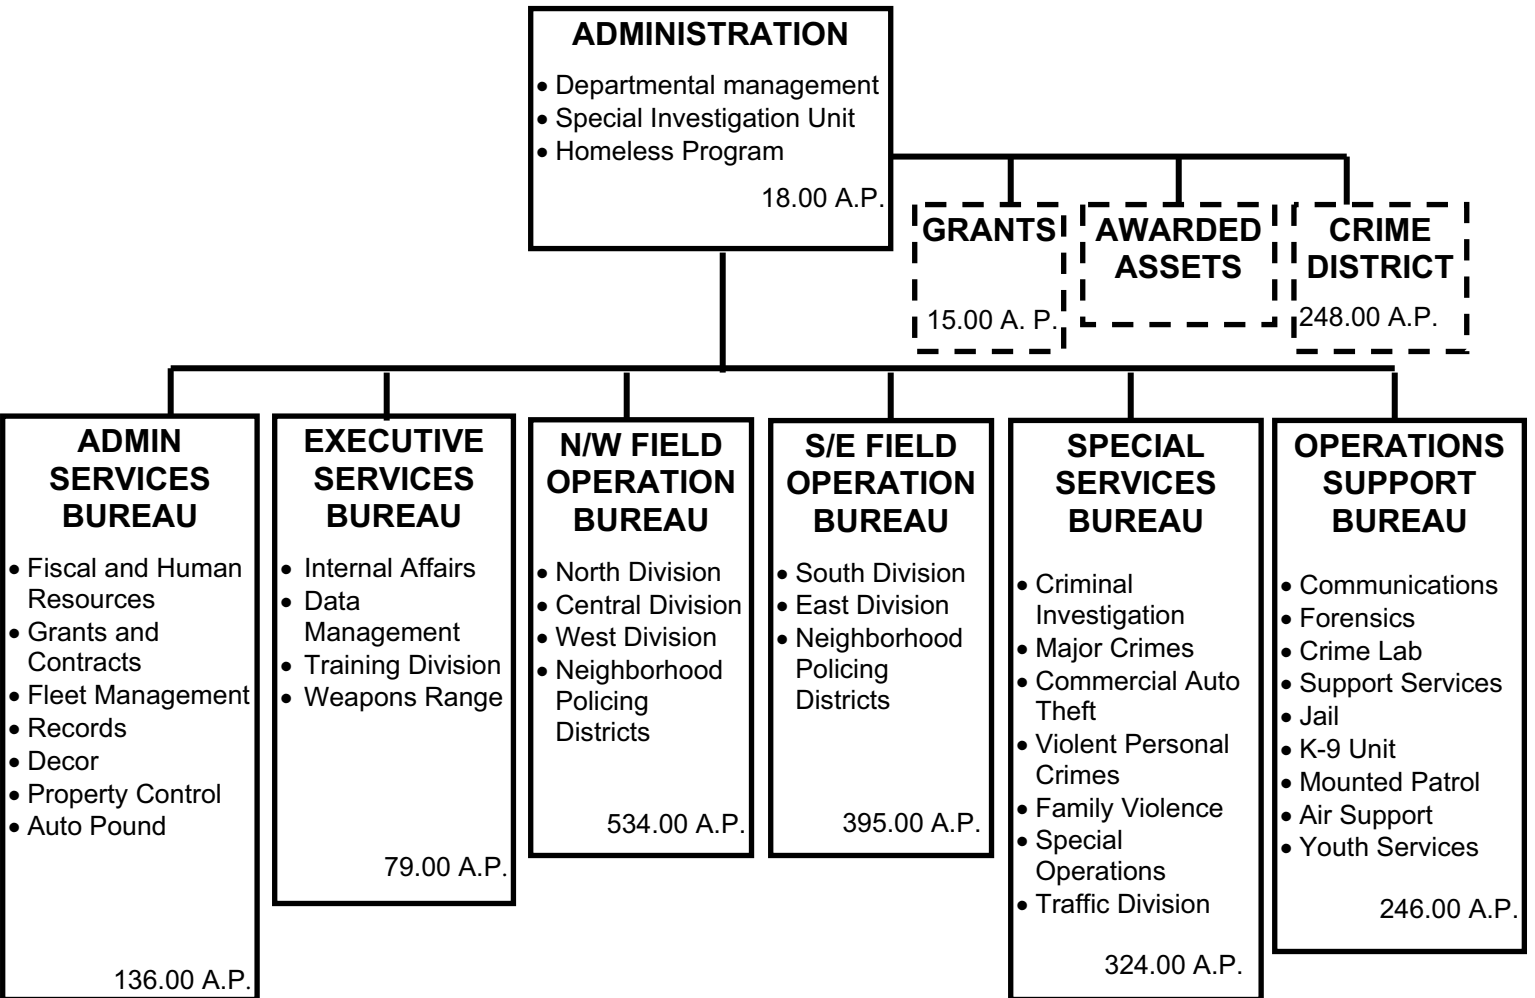 ADMINISTRATION
• Departmental management
• Special Investigation Unit
• Homeless Program
18.00 A.P.
GRANTS
15.00 A. P.
AWARDED
ASSETS
CRIME
DISTRICT
248.00 A.P.
ADMIN
SERVICES
BUREAU
• Fiscal and Human
Resources
• Grants and
Contracts
• Fleet Management
• Records
• Decor
• Property Control
• Auto Pound
136.00 A.P.
EXECUTIVE
SERVICES
BUREAU
• Internal Affairs
• Data
Management
• Training Division
• Weapons Range
79.00 A.P.
N/W FIELD
OPERATION
BUREAU
• North Division
• Central Division
• West Division
• Neighborhood
Policing
Districts
534.00 A.P.
S/E FIELD
OPERATION
BUREAU
• South Division
• East Division
• Neighborhood
Policing
Districts
395.00 A.P.
SPECIAL
SERVICES
BUREAU
• Criminal
Investigation
• Major Crimes
• Commercial Auto
Theft
• Violent Personal
Crimes
• Family Violence
• Special
Operations
• Traffic Division
324.00 A.P.
OPERATIONS
SUPPORT
BUREAU
• Communications
• Forensics
• Crime Lab
• Support Services
• Jail
• K-9 Unit
• Mounted Patrol
• Air Support
• Youth Services
246.00 A.P.